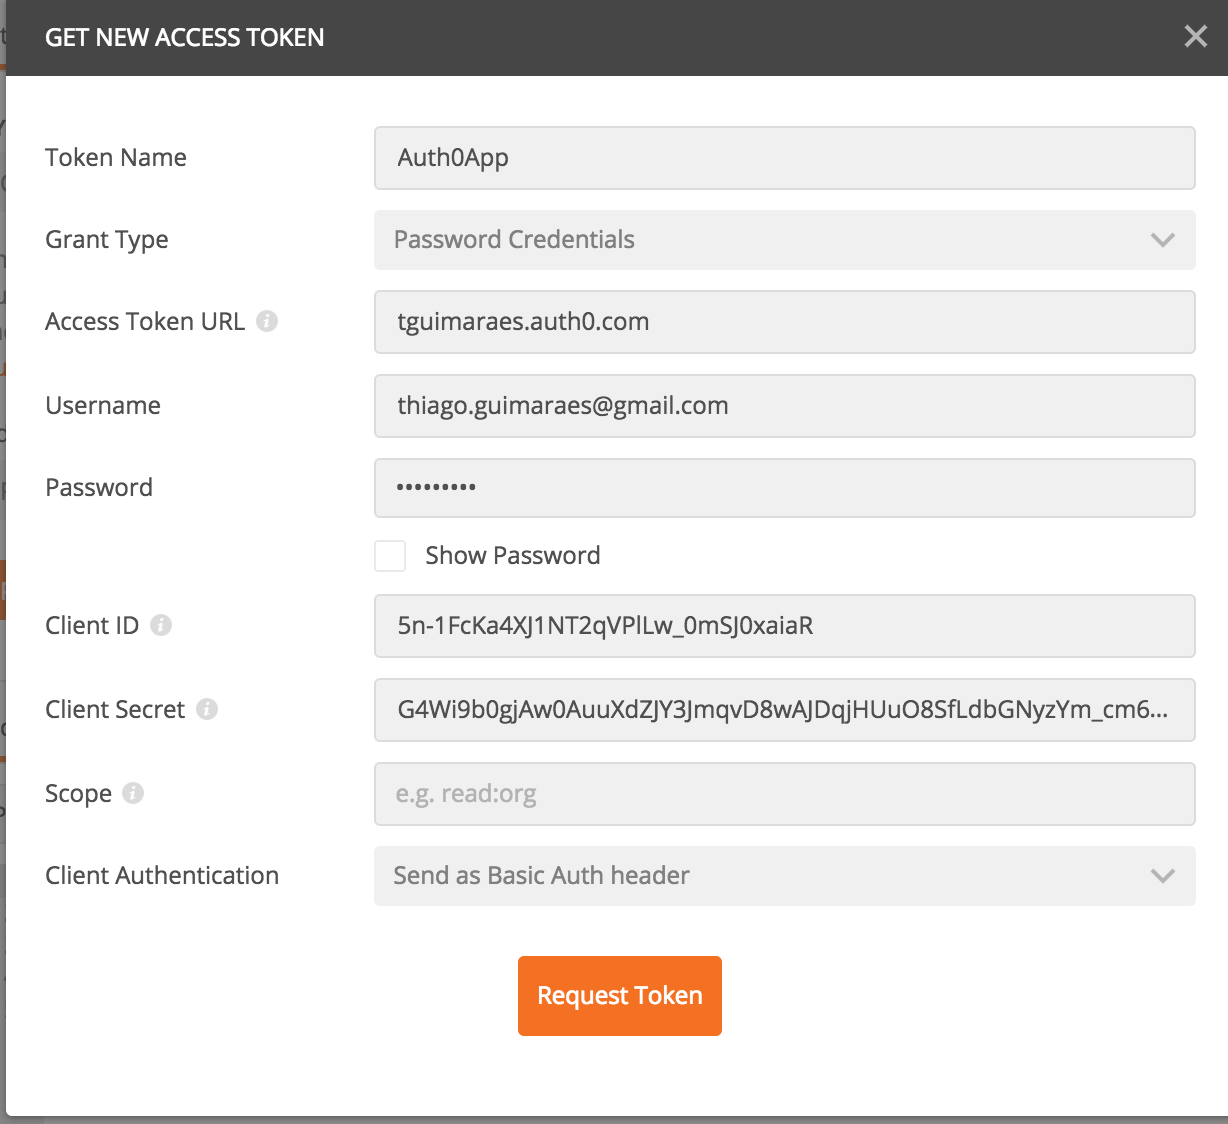 GET NEW ACCESS TOKEN
Token Name
Auth0App
Grant Type
Password Credentials
Access Token URL
tguimaraes.auth0.com
Username
thiago.guimaraes@gmail.com
Password
•••••••••
Show Password
Client ID
5n-1FcKa4XJ1NT2qVPlLw_0mSJ0xaiaR
Client Secret
G4Wi9b0gjAw0AuuXdZJY3JmqvD8wAJDqjHUuO8SfLdbGNyzYm_cm6...
Scope
e.g. read:org
Client Authentication
Send as Basic Auth header
Request Token